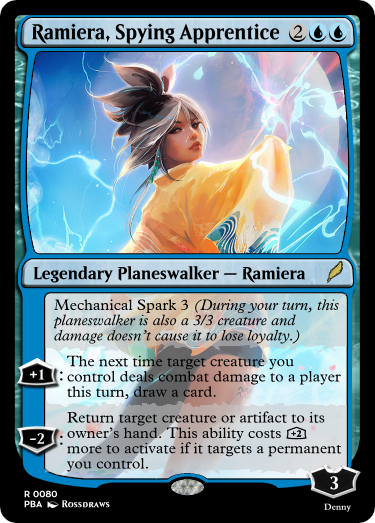 Ramiera, Spying Apprentice 2
Legendary Planeswalker — Ramiera
Mechanical Spark 3 (During your turn, this
planeswalker is also a 3/3 creature and
damage doesn't cause it to lose loyalty.)
+1: The next time target creature you
control deals combat damage to a player
this turn, draw a card.
Return target creature or artifact to its
-2: owner's hand. This ability costs +2
more to activate if it targets a permanent
you control.
3
R 0080
PBA Rossdraws
Denny